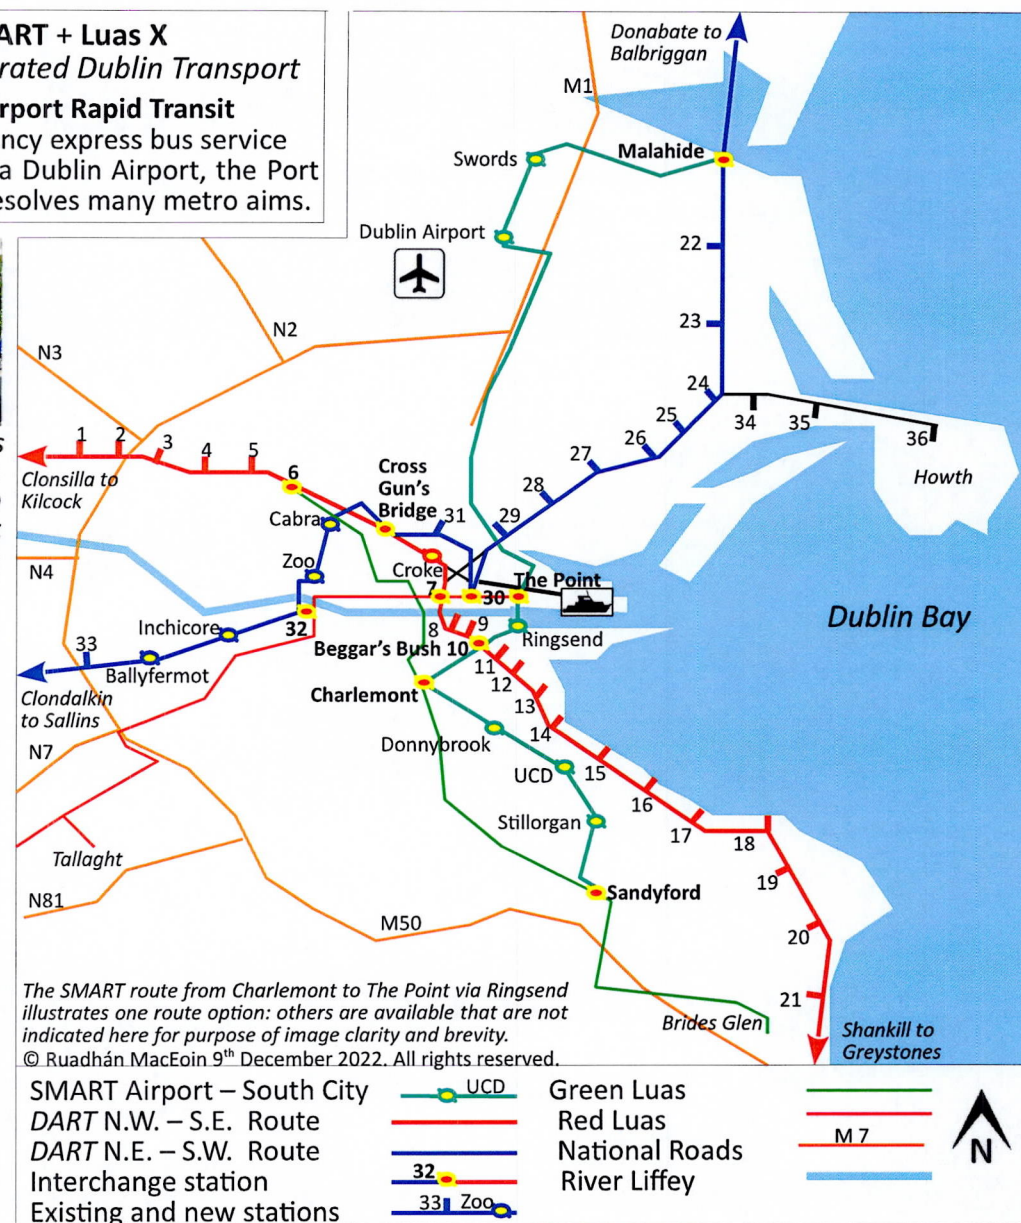 ART + Luas X
rated Dublin Transport
rport Rapid Transit
ncy express bus service
a Dublin Airport, the Port
esolves many metro aims.
Donabate to
Balbriggan
M1
Swords
Malahide
Dublin Airport
22
N2
23
N3
24
34
35
36
25
26
27
28
29
Howth
1
2
3
4
5
6
Clonsilla to
Kilcock
Cross
Gun's
Bridge
31
Cabra
Zoo
Croke
N4
7
30
The Point
Dublin Bay
32
Inchicore
33
Ballyfermot
8
9
Ringsend
Beggar's Bush 10
11
12
13
14
Charlemont
Clondalkin
to Sallins
Donnybrook
N7
UCD
15
16
17
18
Stillorgan
Tallaght
19
Sandyford
N81
M50
20
21
The SMART route from Charlemont to The Point via Ringsend
illustrates one route option: others are available that are not
indicated here for purpose of image clarity and brevity.
© Ruadhán MacEoin 9th December 2022. All rights reserved.
Brides Glen
Shankill to
Greystones
SMART Airport – South City
UCD
Green Luas
DART N.W. – S.E. Route
Red Luas
DART N.E. – S.W. Route
National Roads
M 7
Interchange station
32
River Liffey
Existing and new stations
33 Zoo
N